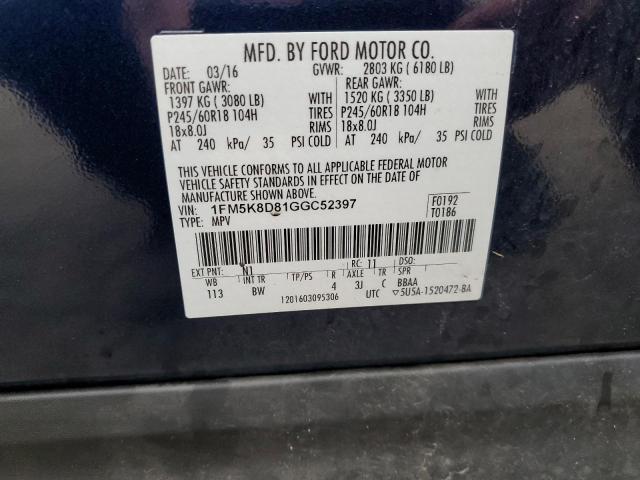 MFD. BY FORD MOTOR CO.
DATE: 03/16 GVWR: 2803 KG ( 6180 LB)
FRONT GAWR: REAR GAWR:
1397 KG ( 3080 LB) WITH 1520 KG ( 3350 LB) WITH
P245/60R18 104H TIRES P245/60R18 104H TIRES
18x8.0J RIMS 18x8.0J RIMS
AT 240 kPa/ 35 PSI COLD AT 240 kPa/ 35 PSI COLD
THIS VEHICLE CONFORMS TO ALL APPLICABLE FEDERAL MOTOR
VEHICLE SAFETY STANDARDS IN EFFECT ON THE DATE OF
MANUFACTURE SHOWN ABOVE.
VIN: 1FM5K8D81GGC52397 F0192
TYPE: MPV T0186
EXT PNT: N1 RC: 11 DSO:
WB INT TR TP/PS R AXLE TR SPR
113 BW 4 3J C BBAA
1201603095306 UTC ▽5U5A-1520472-BA